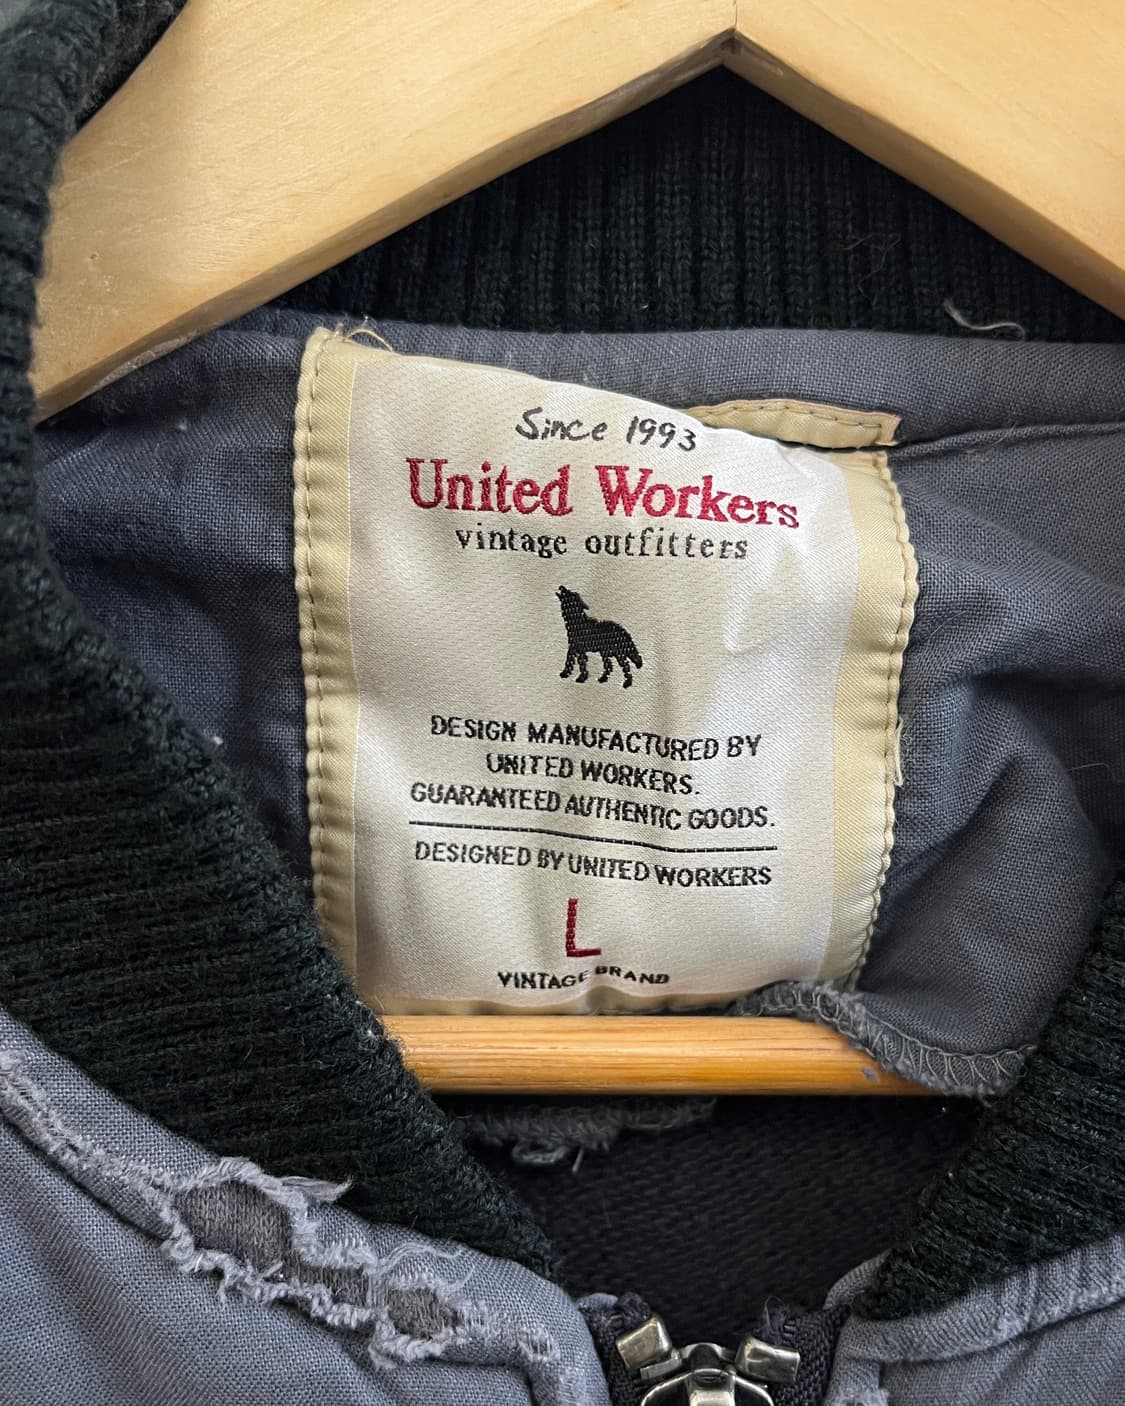 Since 1993
United Workers
vintage outfitters
DESIGN MANUFACTURED BY
UNITED WORKERS.
GUARANTEED AUTHENTIC GOODS.
DESIGNED BY UNITED WORKERS
L
VINTAGE BRAND